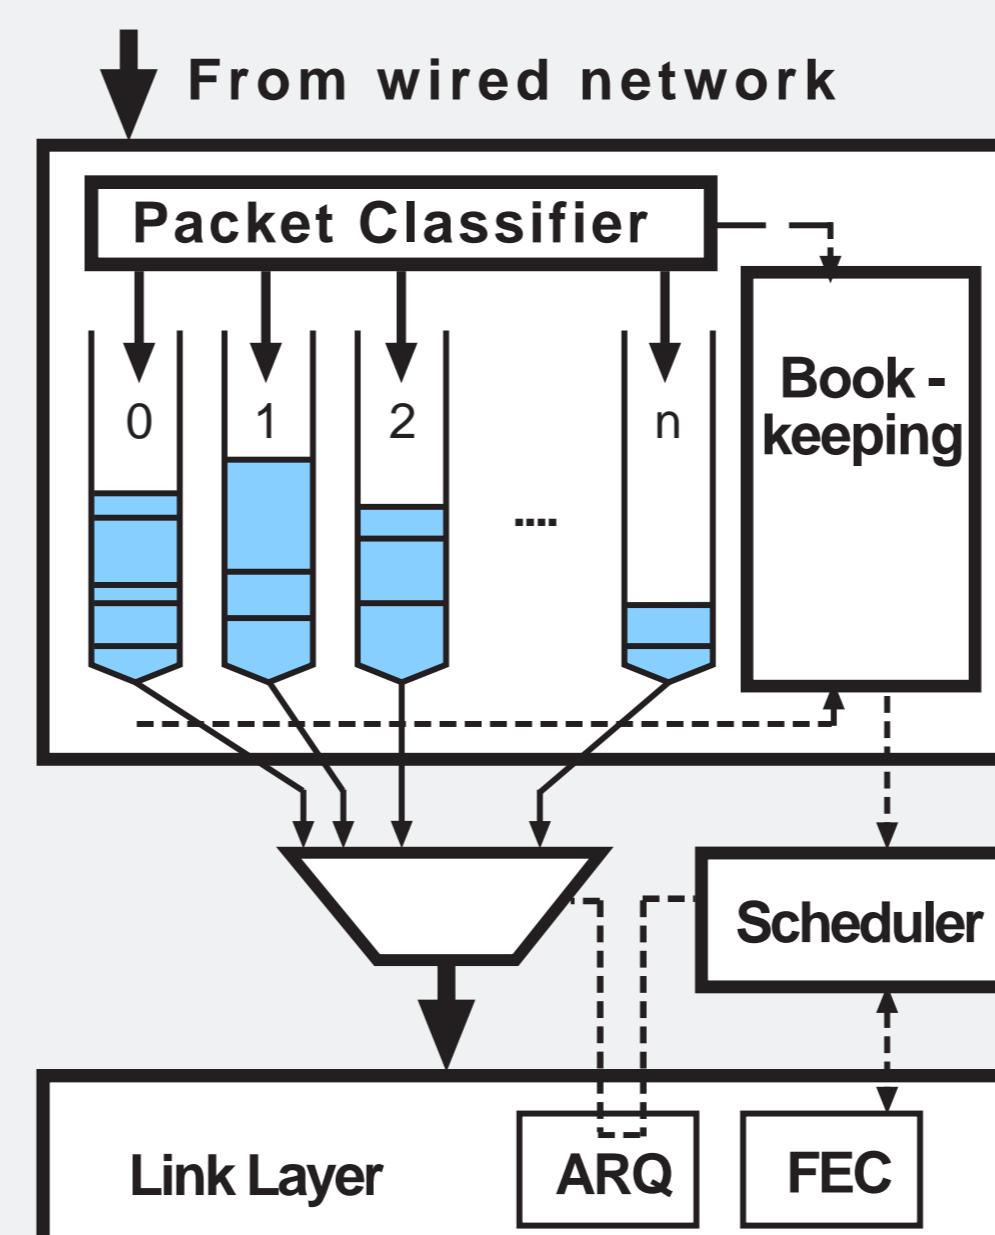 From wired network
Packet Classifier
0
1
2
....
n
Book -
keeping
Scheduler
Link Layer
ARQ
FEC